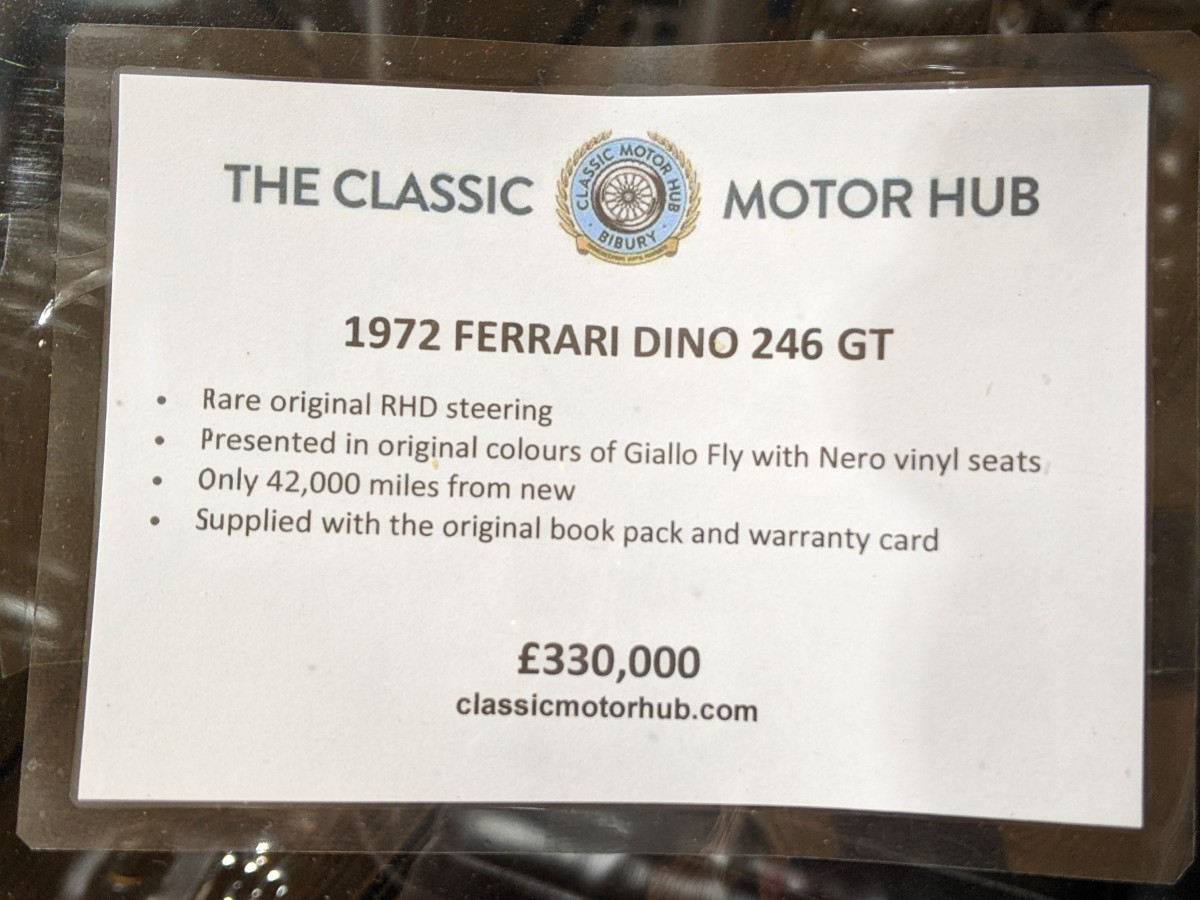 THE CLASSIC MOTOR HUB
CLASSIC MOTOR HUB
BIBURY
1972 FERRARI DINO 246 GT
• Rare original RHD steering
• Presented in original colours of Giallo Fly with Nero vinyl seats
• Only 42,000 miles from new
• Supplied with the original book pack and warranty card
£330,000
classicmotorhub.com